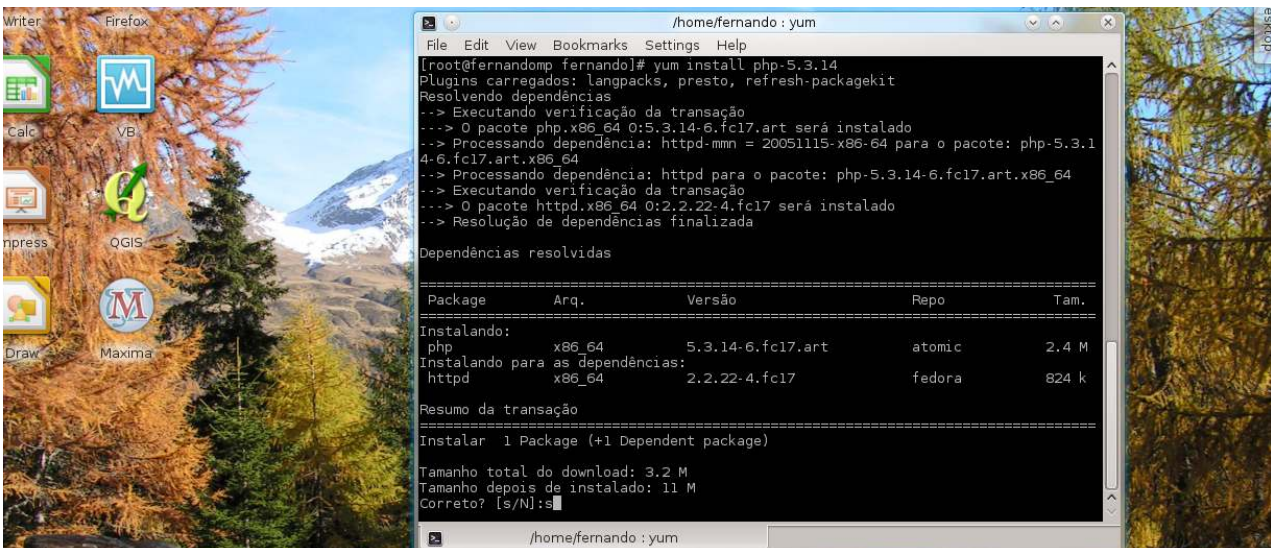 Writer
Firefox
Calc
VB
QGIS
Draw
Maxima
/home/fernando : yum
File Edit View Bookmarks Settings Help
[root@fernandomp fernando]# yum install php-5.3.14
Plugins carregados: langpacks, presto, refresh-packagekit
Resolvendo dependências
--> Executando verificação da transação
---> O pacote php.x86_64 0:5.3.14-6.fc17.art será instalado
--> Processando dependência: httpd-mmn = 20051115-x86-64 para o pacote: php-5.3.1
4-6.fc17.art.x86_64
--> Processando dependência: httpd para o pacote: php-5.3.14-6.fc17.art.x86_64
--> Executando verificação da transação
---> O pacote httpd.x86_64 0:2.2.22-4.fc17 será instalado
--> Resolução de dependências finalizada
Dependências resolvidas
Package Arq. Versão Repo Tam.
Instalando:
php x86_64 5.3.14-6.fc17.art atomic 2.4 M
Instalando para as dependências:
httpd x86_64 2.2.22-4.fc17 fedora 824 k
Resumo da transação
Instalar 1 Package (+1 Dependent package)
Tamanho total do download: 3.2 M
Tamanho depois de instalado: 11 M
Correto? [s/N]:s
/home/fernando : yum